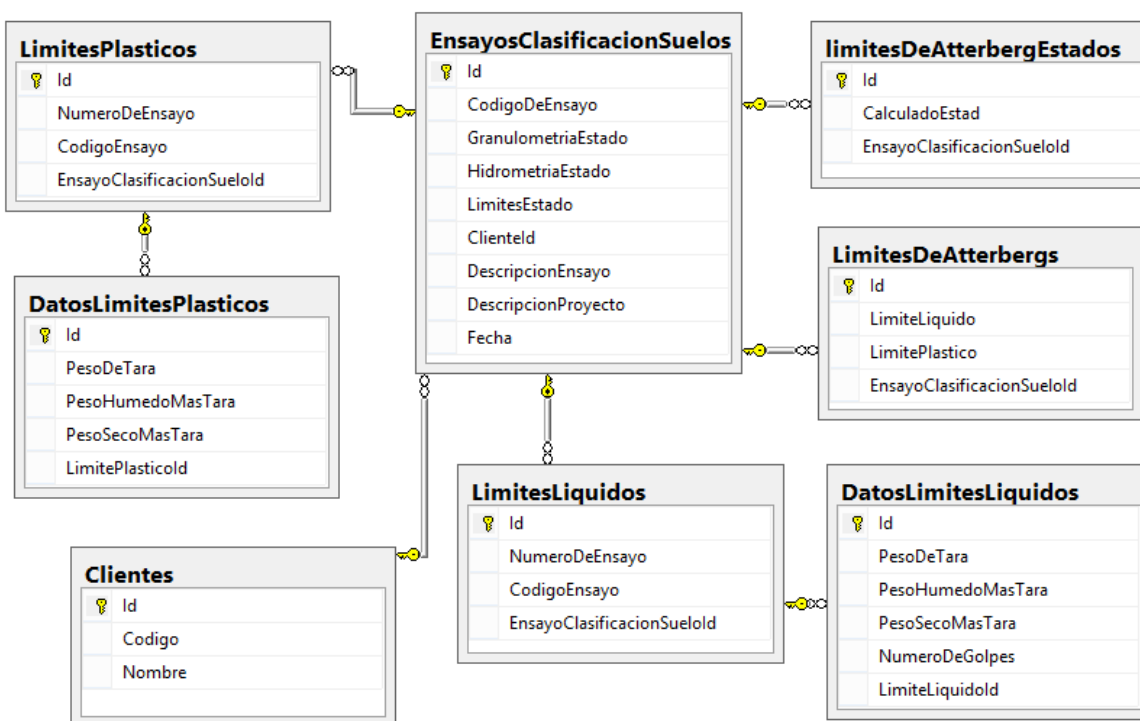 LimitesPlasticos
Id
NumeroDeEnsayo
CodigoEnsayo
EnsayoClasificacionSueloId
EnsayosClasificacionSuelos
Id
CodigoDeEnsayo
GranulometriaEstado
HidrometriaEstado
LimitesEstado
ClienteId
DescripcionEnsayo
DescripcionProyecto
Fecha
limitesDeAtterbergEstados
Id
CalculadoEstad
EnsayoClasificacionSueloId
DatosLimitesPlasticos
Id
PesoDeTara
PesoHumedoMasTara
PesoSecoMasTara
LimitePlasticoId
LimitesDeAtterbergs
Id
LimiteLiquido
LimitePlastico
EnsayoClasificacionSueloId
Clientes
Id
Codigo
Nombre
LimitesLiquidos
Id
NumeroDeEnsayo
CodigoEnsayo
EnsayoClasificacionSueloId
DatosLimitesLiquidos
Id
PesoDeTara
PesoHumedoMasTara
PesoSecoMasTara
NumeroDeGolpes
LimiteLiquidoId